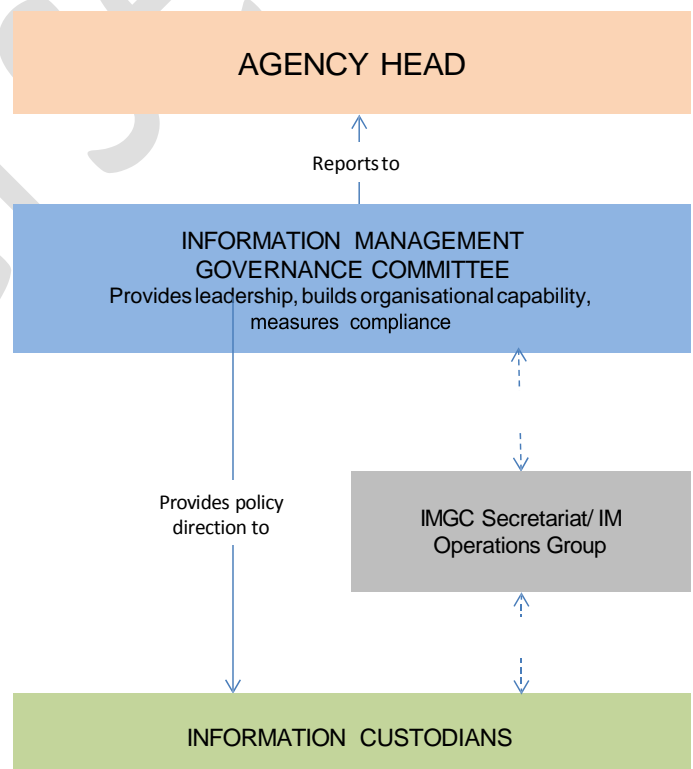 AGENCY HEAD
Reports to
INFORMATION MANAGEMENT
GOVERNANCE COMMITTEE
Provides leadership, builds organisational capability,
measures compliance
Provides policy
direction to
IMGC Secretariat/ IM
Operations Group
INFORMATION CUSTODIANS